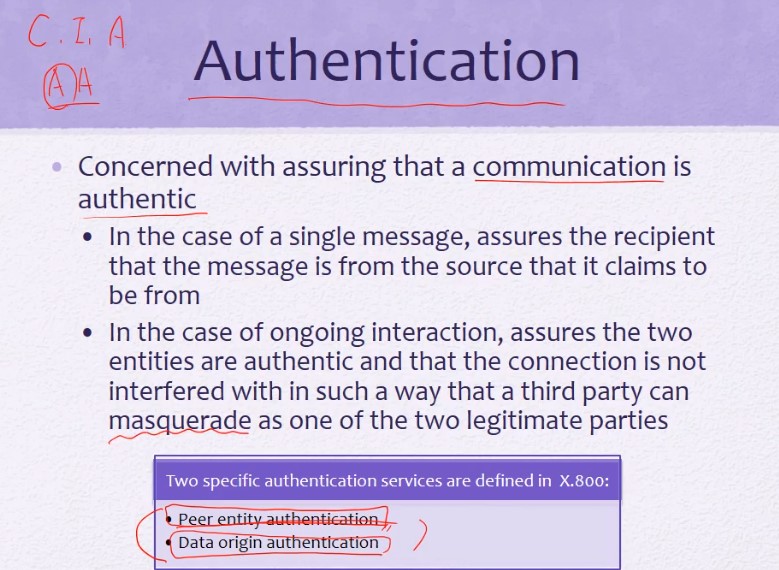 C. I. A
AA
Authentication
• Concerned with assuring that a communication is
authentic
• In the case of a single message, assures the recipient
that the message is from the source that it claims to
be from
• In the case of ongoing interaction, assures the two
entities are authentic and that the connection is not
interfered with in such a way that a third party can
masquerade as one of the two legitimate parties
Two specific authentication services are defined in X.800:
• Peer entity authentication
• Data origin authentication